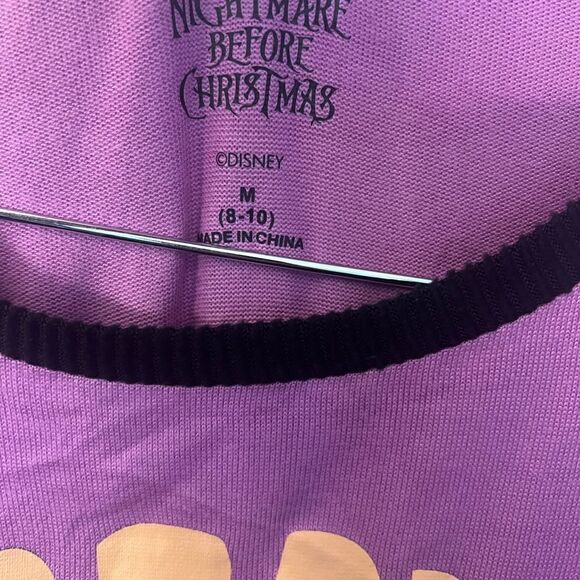 NIGHTMARE
BEFORE
CHRISTMAS
©DISNEY
M
(8-10)
MADE IN CHINA